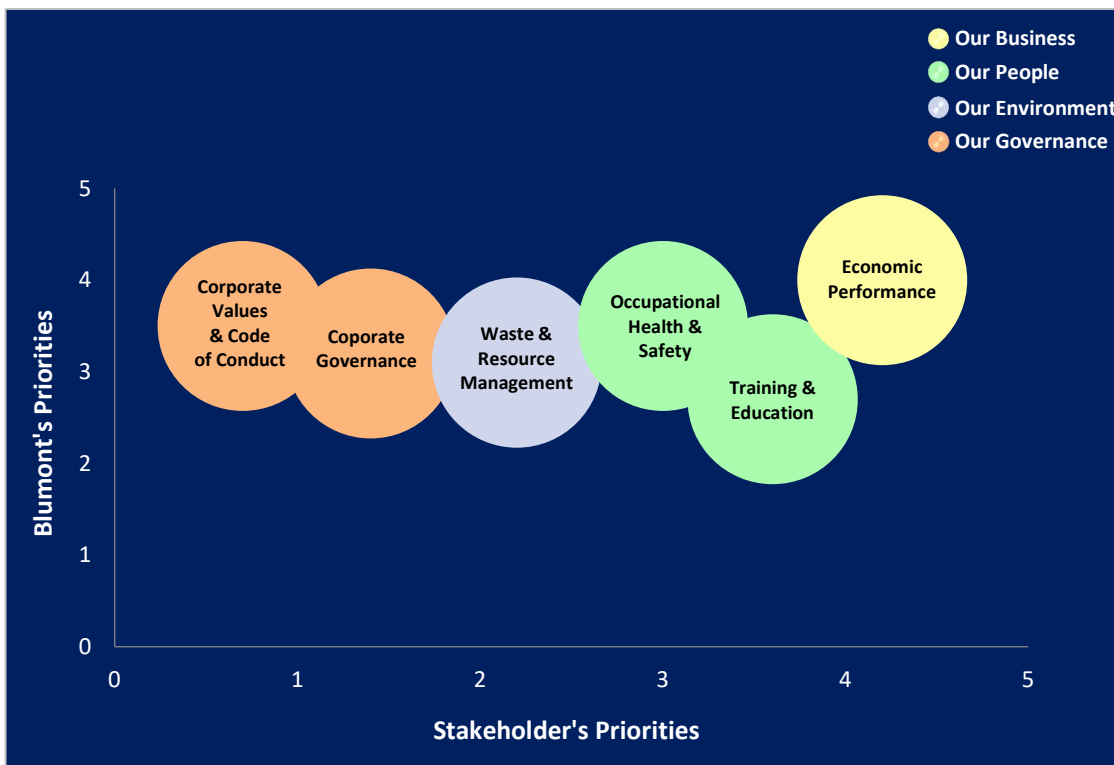 Our Business
Our People
Our Environment
Our Governance
Blumont's Priorities
5
4
3
2
1
0
Corporate
Values
& Code
of Conduct
Coporate
Governance
Waste &
Resource
Management
Occupational
Health &
Safety
Training &
Education
Economic
Performance
0 1 2 3 4 5
Stakeholder's Priorities